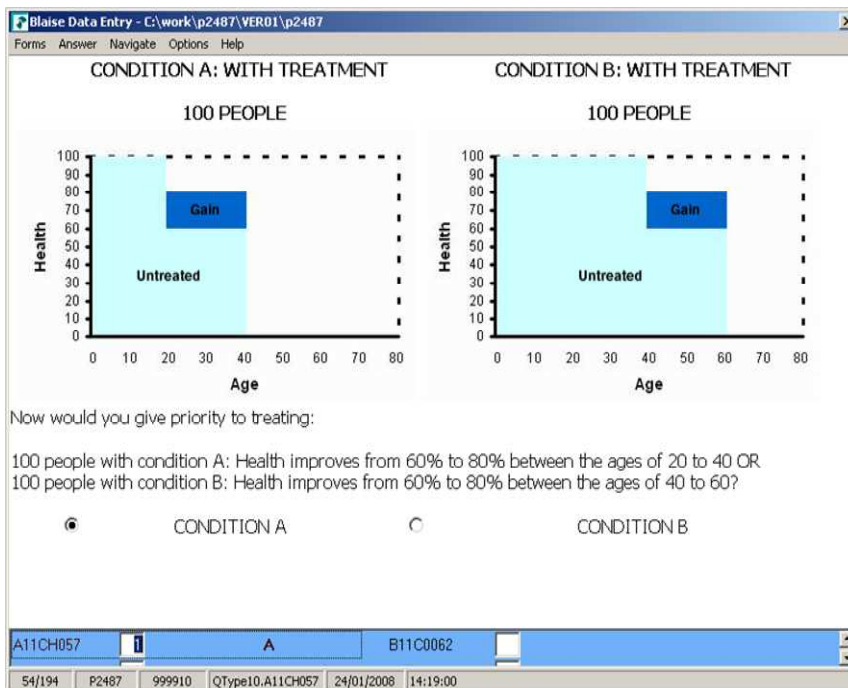 Blaise Data Entry - C:\work\p2487\VER01\p2487
Forms Answer Navigate Options Help
CONDITION A: WITH TREATMENT
100 PEOPLE
100
90
80
70
60
50
40
30
20
10
0
Health
Gain
Untreated
0 10 20 30 40 50 60 70 80
Age
CONDITION B: WITH TREATMENT
100 PEOPLE
100
90
80
70
60
50
40
30
20
10
0
Health
Gain
Untreated
0 10 20 30 40 50 60 70 80
Age
Now would you give priority to treating:
100 people with condition A: Health improves from 60% to 80% between the ages of 20 to 40 OR
100 people with condition B: Health improves from 60% to 80% between the ages of 40 to 60?
CONDITION A CONDITION B
A11CH057 1 A B11C0062
54/194 P2487 999910 QType10.A11CH057 24/01/2008 14:19:00